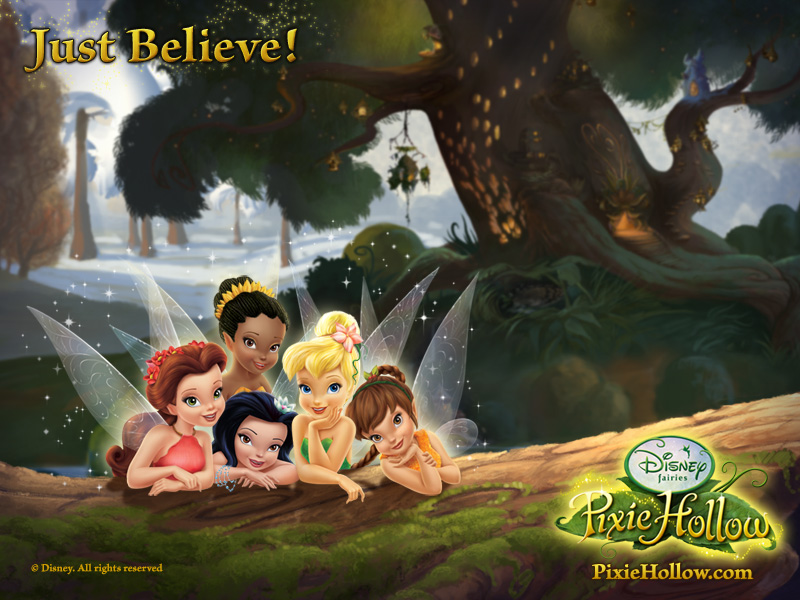 Just Believe!
Disney
fairies
Pixie Hollow
PixieHollow.com
© Disney. All rights reserved